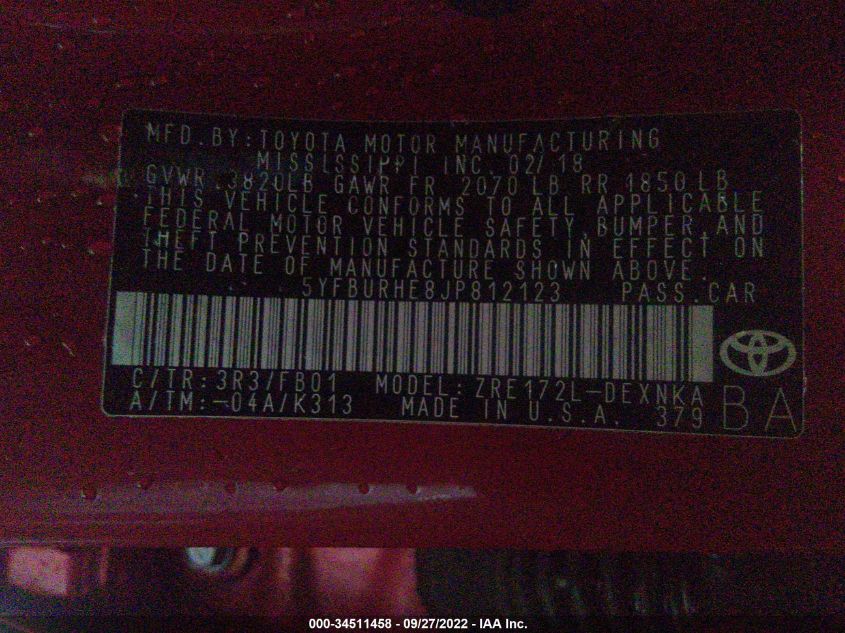 MFD.BY:TOYOTA MOTOR MANUFACTURING
MISSISSIPPI INC. 02/18
GVWR 3820LB GAWR FR 2070 LB RR 1850 LB
THIS VEHICLE CONFORMS TO ALL APPLICABLE
FEDERAL MOTOR VEHICLE SAFETY, BUMPER, AND
THEFT PREVENTION STANDARDS IN EFFECT ON
THE DATE OF MANUFACTURE SHOWN ABOVE.
5YFBURHE8JP812123 PASS.CAR
C/TR:3R3/FB01 MODEL:ZRE172L-DEXNKA
A/TM:-04A/K313 MADE IN U.S.A. 379 BA
000-34511458 - 09/27/2022 - IAA Inc.